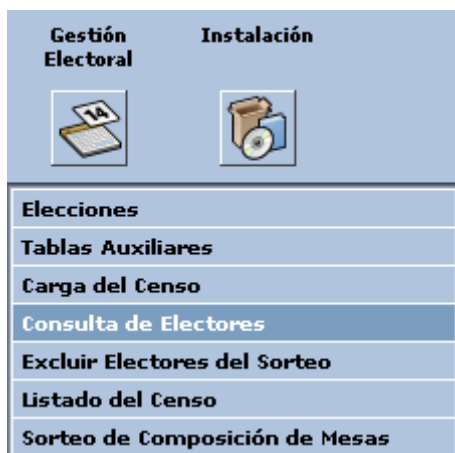 Gestión
Electoral
Instalación
14
Elecciones
Tablas Auxiliares
Carga del Censo
Consulta de Electores
Excluir Electores del Sorteo
Listado del Censo
Sorteo de Composición de Mesas